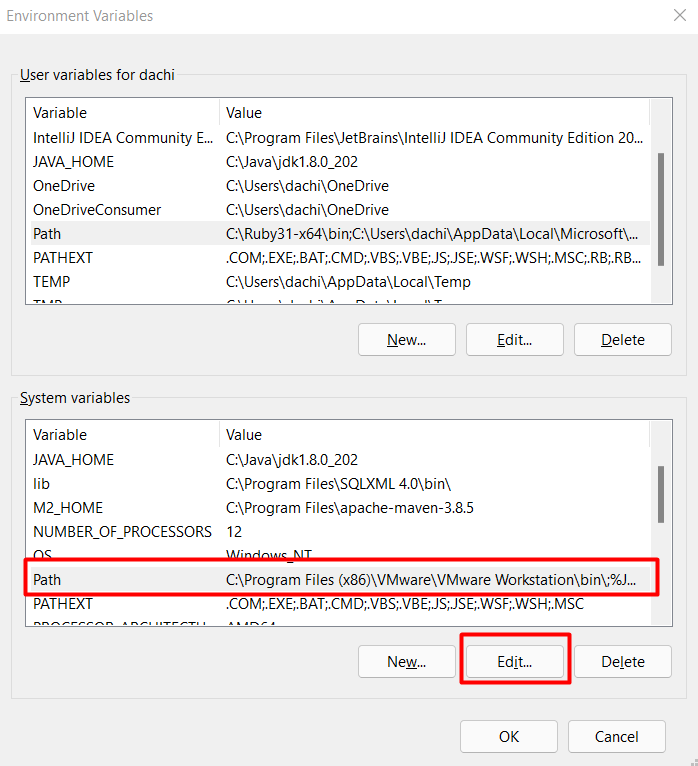 Environment Variables
User variables for dachi
Variable Value
IntelliJ IDEA Community E... C:\Program Files\JetBrains\IntelliJ IDEA Community Edition 20...
JAVA_HOME C:\Java\jdk1.8.0_202
OneDrive C:\Users\dachi\OneDrive
OneDriveConsumer C:\Users\dachi\OneDrive
Path C:\Ruby31-x64\bin;C:\Users\dachi\AppData\Local\Microsoft\...
PATHEXT .COM;.EXE;.BAT;.CMD;.VBS;.VBE;JS;JSE;.WSF;.WSH;.MSC;.RB;.RB...
TEMP C:\Users\dachi\AppData\Local\Temp
New... Edit... Delete
System variables
Variable Value
JAVA_HOME C:\Java\jdk1.8.0_202
lib C:\Program Files\SQLXML 4.0\bin\
M2_HOME C:\Program Files\apache-maven-3.8.5
NUMBER_OF_PROCESSORS 12
OS Windows_NT
Path C:\Program Files (x86)\VMware\VMware Workstation\bin\;%J...
PATHEXT .COM;.EXE;.BAT;.CMD;.VBS;.VBE;JS;JSE;.WSF;.WSH;.MSC
AMD64
New... Edit... Delete
OK Cancel